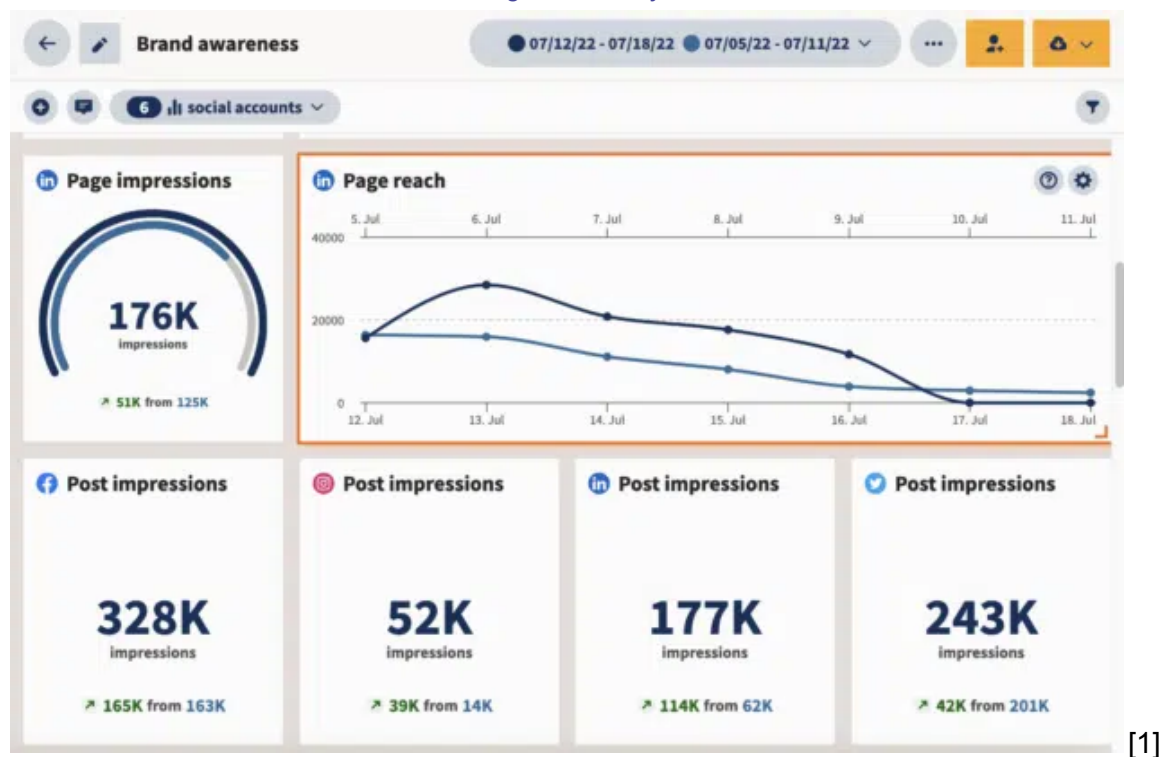 Brand awareness
07/12/22 - 07/18/22 07/05/22 - 07/11/22
6 social accounts
Page impressions
176K
impressions
51K from 125K
Page reach
5. Jul 6. Jul 7. Jul 8. Jul 9. Jul 10. Jul 11. Jul
40000
20000
0
12. Jul 13. Jul 14. Jul 15. Jul 16. Jul 17. Jul 18. Jul
Post impressions
328K
impressions
165K from 163K
Post impressions
52K
impressions
39K from 14K
Post impressions
177K
impressions
114K from 62K
Post impressions
243K
impressions
42K from 201K
[1]